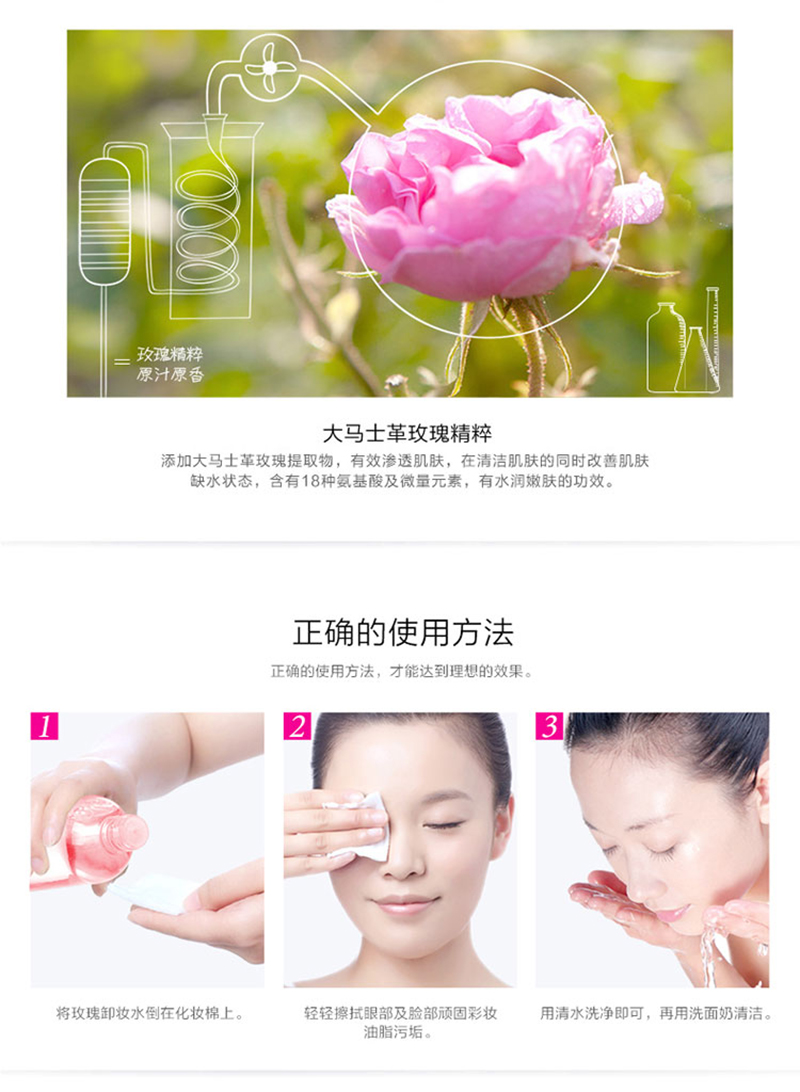 玫瑰精粹
原汁原香
大马士革玫瑰精粹
添加大马士革玫瑰提取物，有效渗透肌肤，在清洁肌肤的同时改善肌肤
缺水状态，含有18种氨基酸及微量元素，有水润嫩肤的功效。
正确的使用方法
正确的使用方法，才能达到理想的效果。
1
2
3
将玫瑰卸妆水倒在化妆棉上。
轻轻擦拭眼部及脸部顽固彩妆
油脂污垢。
用清水洗净即可，再用洗面奶清洁。